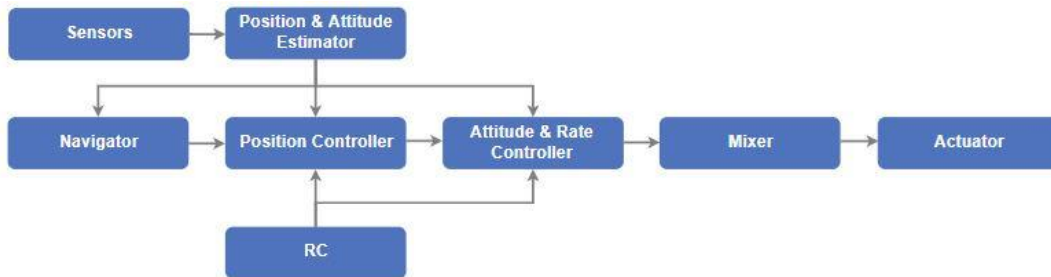 Sensors
Position & Attitude
Estimator
Navigator
Position Controller
Attitude & Rate
Controller
Mixer
Actuator
RC